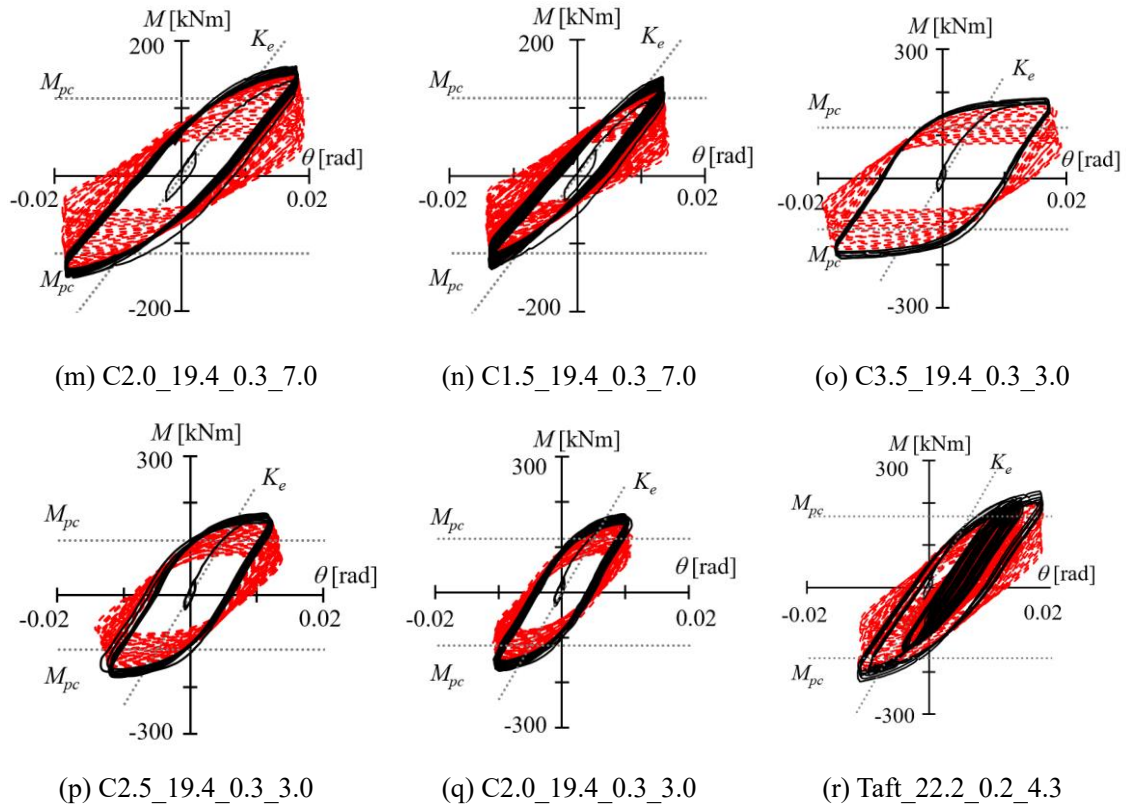 M [kNm]
200
K_e
M_pc
θ [rad]
-0.02
0.02
M_pc
-200
(m) C2.0_19.4_0.3_7.0
M [kNm]
200
K_e
M_pc
θ [rad]
-0.02
0.02
M_pc
-200
(n) C1.5_19.4_0.3_7.0
M [kNm]
300
K_e
M_pc
θ [rad]
-0.02
0.02
M_pc
-300
(o) C3.5_19.4_0.3_3.0
M [kNm]
300
K_e
M_pc
θ [rad]
-0.02
0.02
M_pc
-300
(p) C2.5_19.4_0.3_3.0
M [kNm]
300
K_e
M_pc
θ [rad]
-0.02
0.02
M_pc
-300
(q) C2.0_19.4_0.3_3.0
M [kNm]
300
K_e
M_pc
θ [rad]
-0.02
0.02
M_pc
-300
(r) Taft_22.2_0.2_4.3